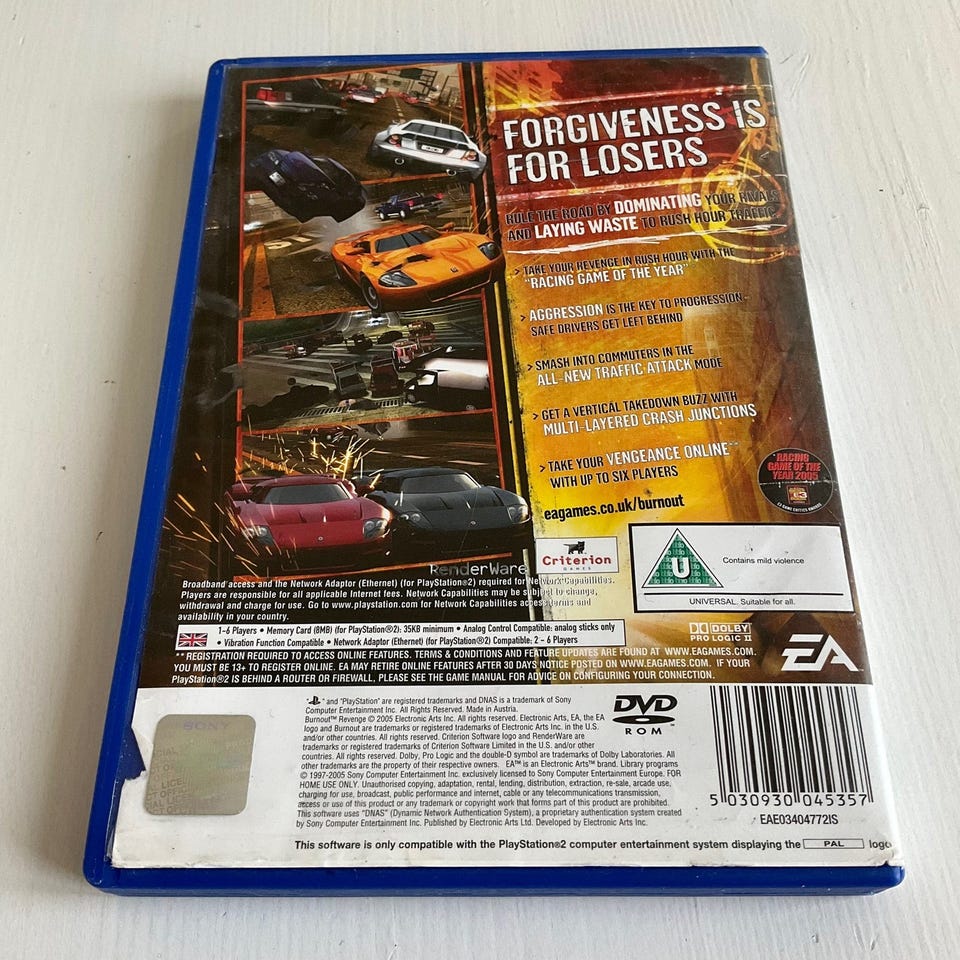 FORGIVENESS IS
FOR LOSERS
RULE THE ROAD BY DOMINATING YOUR RIVALS
AND LAYING WASTE TO RUSH HOUR TRAFFIC
> TAKE YOUR REVENGE IN RUSH HOUR WITH THE
"RACING GAME OF THE YEAR"
> AGGRESSION IS THE KEY TO PROGRESSION -
SAFE DRIVERS GET LEFT BEHIND
> SMASH INTO COMMUTERS IN THE
ALL-NEW TRAFFIC ATTACK MODE
> GET A VERTICAL TAKEDOWN BUZZ WITH
MULTI-LAYERED CRASH JUNCTIONS
> TAKE YOUR VENGEANCE ONLINE**
WITH UP TO SIX PLAYERS
eagames.co.uk/burnout
"RACING
GAME OF THE
YEAR 2005
E3
E3 GAME CRITICS AWARDS
RenderWare
Criterion
GAMES
U
Contains mild violence
UNIVERSAL. Suitable for all.
Broadband access and the Network Adaptor (Ethernet) (for PlayStation®2) required for Network Capabilities.
Players are responsible for all applicable Internet fees. Network Capabilities may be subject to change,
withdrawal and charge for use. Go to www.playstation.com for Network Capabilities access terms and
availability in your country.
1-6 Players • Memory Card (8MB) (for PlayStation®2): 35KB minimum • Analog Control Compatible: analog sticks only
• Vibration Function Compatible • Network Adaptor (Ethernet) (for PlayStation®2) Compatible: 2 – 6 Players
DOLBY
PRO LOGIC II
EA
** REGISTRATION REQUIRED TO ACCESS ONLINE FEATURES. TERMS & CONDITIONS AND FEATURE UPDATES ARE FOUND AT WWW.EAGAMES.COM.
YOU MUST BE 13+ TO REGISTER ONLINE. EA MAY RETIRE ONLINE FEATURES AFTER 30 DAYS NOTICE POSTED ON WWW.EAGAMES.COM. IF YOUR
PlayStation®2 IS BEHIND A ROUTER OR FIREWALL, PLEASE SEE THE GAME MANUAL FOR ADVICE ON CONFIGURING YOUR CONNECTION.
SONY
" and "PlayStation" are registered trademarks and DNAS is a trademark of Sony
Computer Entertainment Inc. All Rights Reserved. Made in Austria.
Burnout™ Revenge © 2005 Electronic Arts Inc. All rights reserved. Electronic Arts, EA, the EA
logo and Burnout are trademarks or registered trademarks of Electronic Arts Inc. in the U.S.
and/or other countries. All rights reserved. Criterion Software logo and RenderWare are
trademarks or registered trademarks of Criterion Software Limited in the U.S. and/or other
countries. All rights reserved. Dolby, Pro Logic and the double-D symbol are trademarks of Dolby Laboratories. All
other trademarks are the property of their respective owners. EA™ is an Electronic Arts™ brand. Library programs
© 1997-2005 Sony Computer Entertainment Inc. exclusively licensed to Sony Computer Entertainment Europe. FOR
HOME USE ONLY. Unauthorised copying, adaptation, rental, lending, distribution, extraction, re-sale, arcade use,
charging for use, broadcast, public performance and internet, cable or any telecommunications transmission,
access or use of this product or any trademark or copyright work that forms part of this product are prohibited.
This software uses "DNAS" (Dynamic Network Authentication System), a proprietary authentication system created
by Sony Computer Entertainment Inc. Published by Electronic Arts Ltd. Developed by Electronic Arts Inc.
DVD
ROM
5 030930 045357
EAE03404772IS
This software is only compatible with the PlayStation®2 computer entertainment system displaying the PAL logo